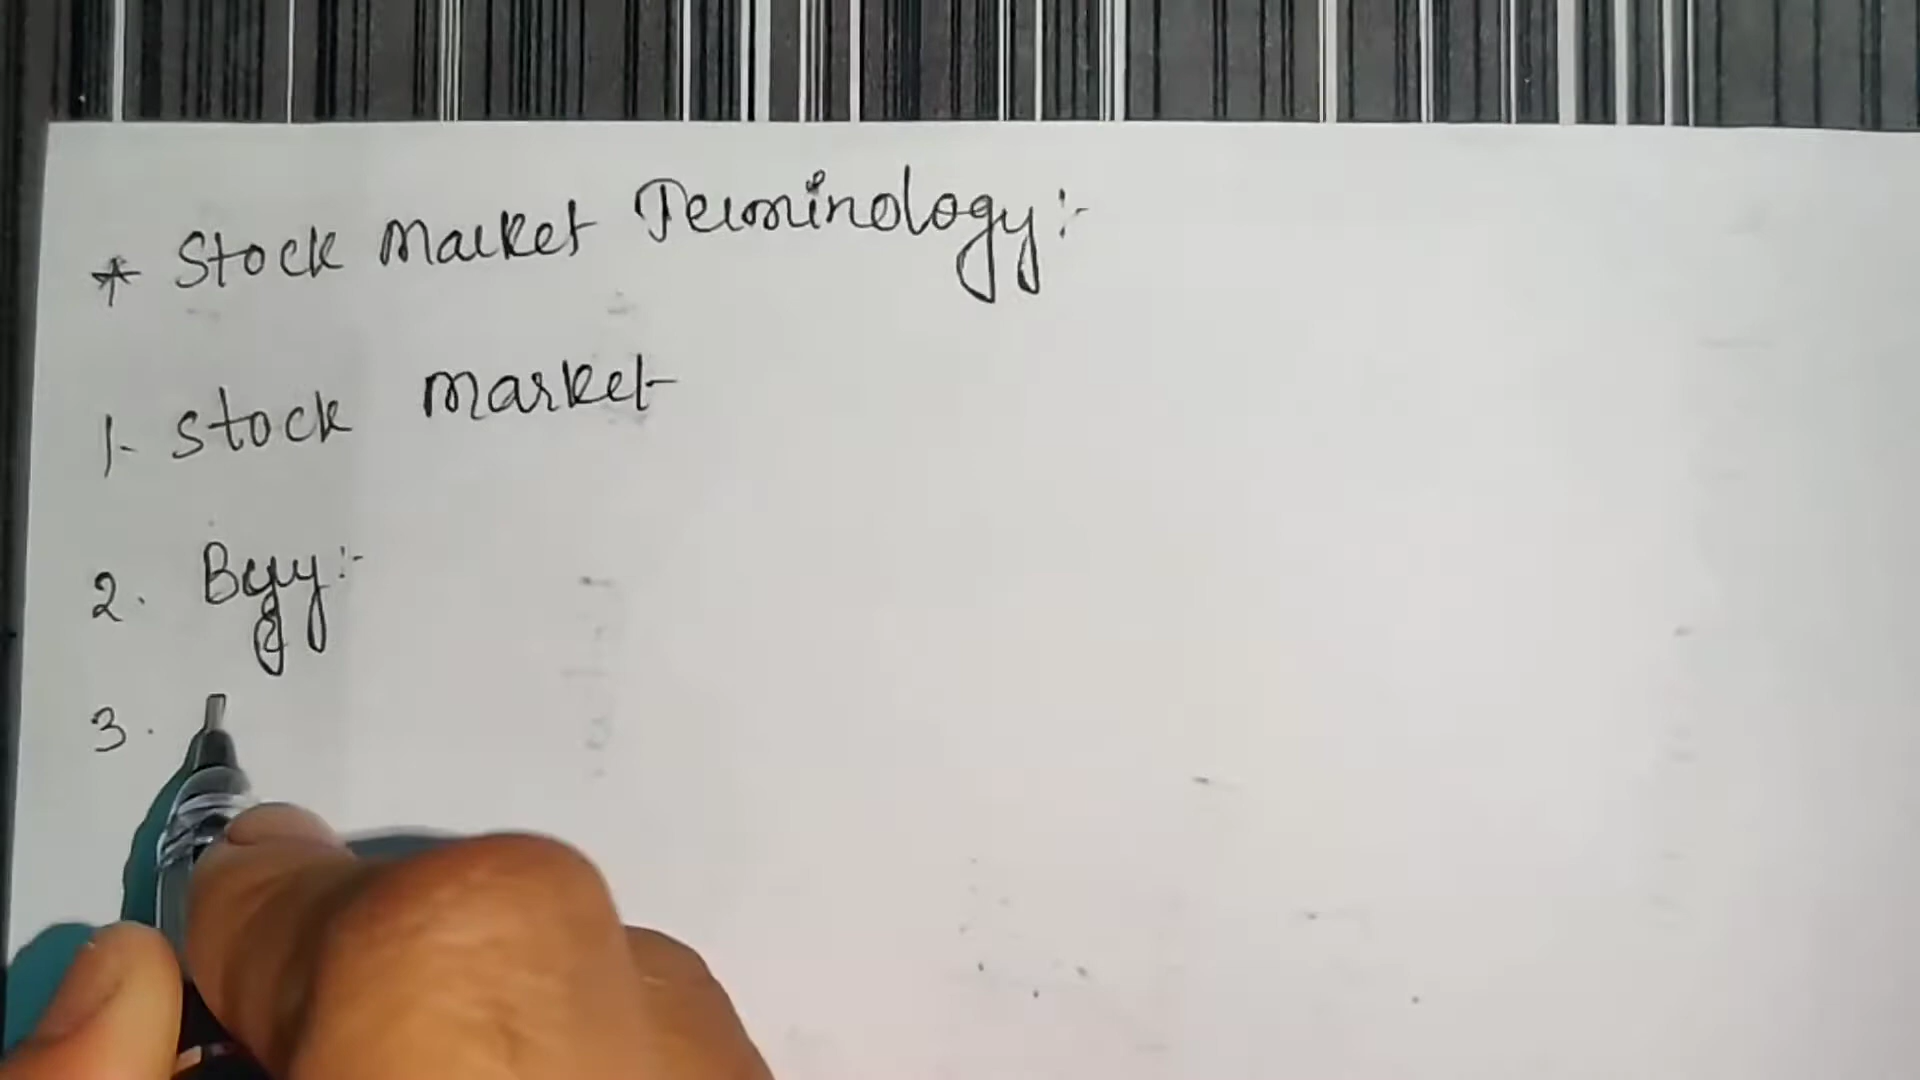 * Stock Market Terminology:-
1. Stock market
2. Buy:-
3.